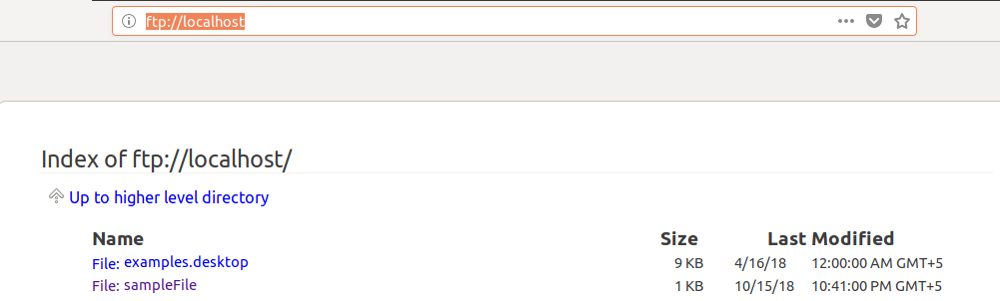 ftp://localhost
Index of ftp://localhost/
Up to higher level directory
Name Size Last Modified
File: examples.desktop 9 KB 4/16/18 12:00:00 AM GMT+5
File: sampleFile 1 KB 10/15/18 10:41:00 PM GMT+5